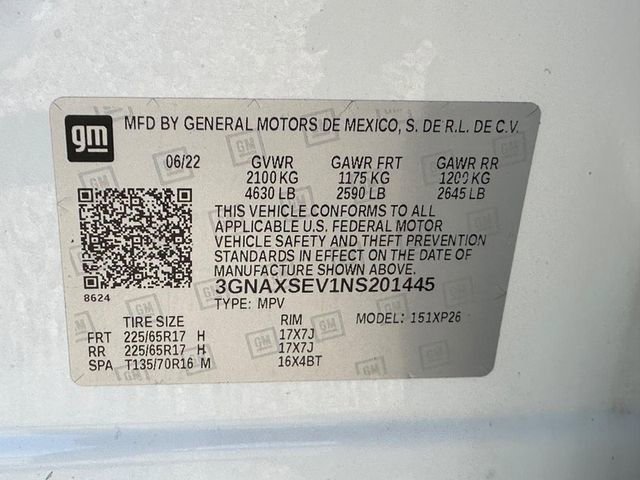 gm MFD BY GENERAL MOTORS DE MEXICO, S. DE R.L. DE C.V.
06/22 GVWR GAWR FRT GAWR RR
2100 KG 1175 KG 1200 KG
4630 LB 2590 LB 2645 LB
THIS VEHICLE CONFORMS TO ALL
APPLICABLE U.S. FEDERAL MOTOR
VEHICLE SAFETY AND THEFT PREVENTION
STANDARDS IN EFFECT ON THE DATE OF
MANUFACTURE SHOWN ABOVE.
8624
3GNAXSEV1NS201445
TYPE: MPV
TIRE SIZE RIM MODEL: 151XP26
FRT 225/65R17 H 17X7J
RR 225/65R17 H 17X7J
SPA T135/70R16 M 16X4BT